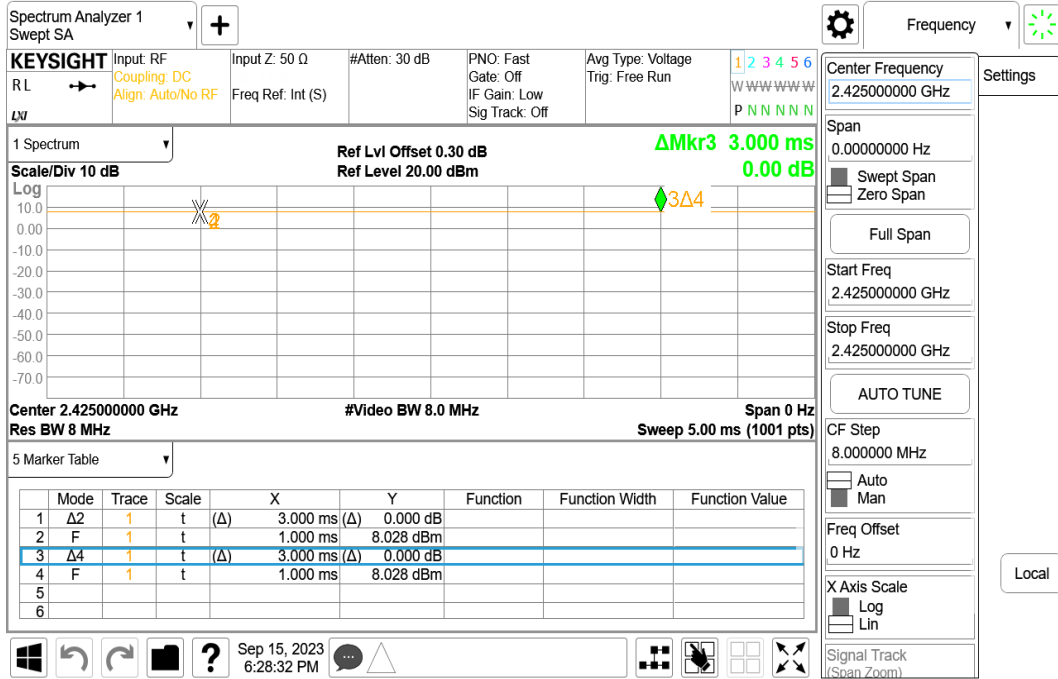 Spectrum Analyzer 1
Swept SA
+
Frequency
KEYSIGHT
RL
LXI
Input: RF
Coupling: DC
Align: Auto/No RF
Input Z: 50 Ω
Freq Ref: Int (S)
#Atten: 30 dB
PNO: Fast
Gate: Off
IF Gain: Low
Sig Track: Off
Avg Type: Voltage
Trig: Free Run
1 2 3 4 5 6
W W W W W W
P N N N N N
1 Spectrum
Scale/Div 10 dB
Ref Lvl Offset 0.30 dB
Ref Level 20.00 dBm
ΔMkr3 3.000 ms
0.00 dB
Log
10.0
0.00
-10.0
-20.0
-30.0
-40.0
-50.0
-60.0
-70.0
3Δ4
Center 2.425000000 GHz
#Video BW 8.0 MHz
Span 0 Hz
Res BW 8 MHz
Sweep 5.00 ms (1001 pts)
5 Marker Table
Mode Trace Scale X Y Function Function Width Function Value
1 Δ2 1 t (Δ) 3.000 ms (Δ) 0.000 dB
2 F 1 t 1.000 ms 8.028 dBm
3 Δ4 1 t (Δ) 3.000 ms (Δ) 0.000 dB
4 F 1 t 1.000 ms 8.028 dBm
5
6
?
Sep 15, 2023
6:28:32 PM
Center Frequency
2.425000000 GHz
Span
0.00000000 Hz
Swept Span
Zero Span
Full Span
Start Freq
2.425000000 GHz
Stop Freq
2.425000000 GHz
AUTO TUNE
CF Step
8.000000 MHz
Auto
Man
Freq Offset
0 Hz
X Axis Scale
Log
Lin
Signal Track
(Span Zoom)
Settings
Local